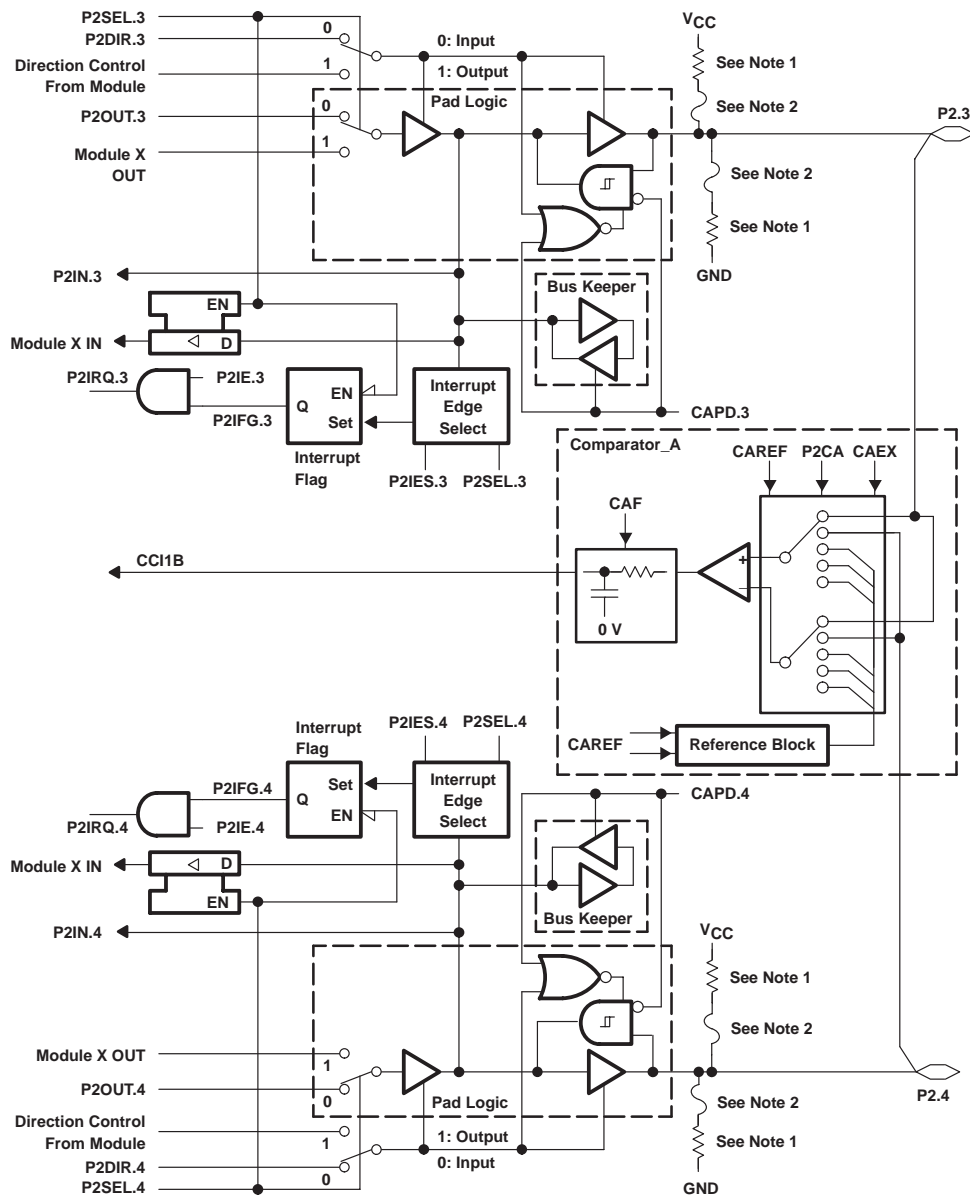 P2SEL.3
P2DIR.3
0
0: Input
Direction Control
From Module
1
1: Output
Pad Logic
P2OUT.3
0
Module X
OUT
1
VCC
See Note 1
See Note 2
P2.3
See Note 2
See Note 1
GND
P2IN.3
Bus Keeper
EN
Module X IN
D
P2IRQ.3
P2IE.3
P2IFG.3
Q
EN
Set
Interrupt
Edge
Select
Interrupt
Flag
P2IES.3
P2SEL.3
CAPD.3
Comparator_A
CAREF
P2CA
CAEX
CAF
CCI1B
+
−
0 V
CAREF
Reference Block
Interrupt
Flag
P2IES.4
P2SEL.4
P2IFG.4
Q
Set
EN
Interrupt
Edge
Select
P2IRQ.4
P2IE.4
CAPD.4
Module X IN
D
EN
Bus Keeper
P2IN.4
VCC
See Note 1
See Note 2
Module X OUT
1
P2OUT.4
0
Pad Logic
P2.4
See Note 2
See Note 1
GND
Direction Control
From Module
1
1: Output
0: Input
P2DIR.4
0
P2SEL.4